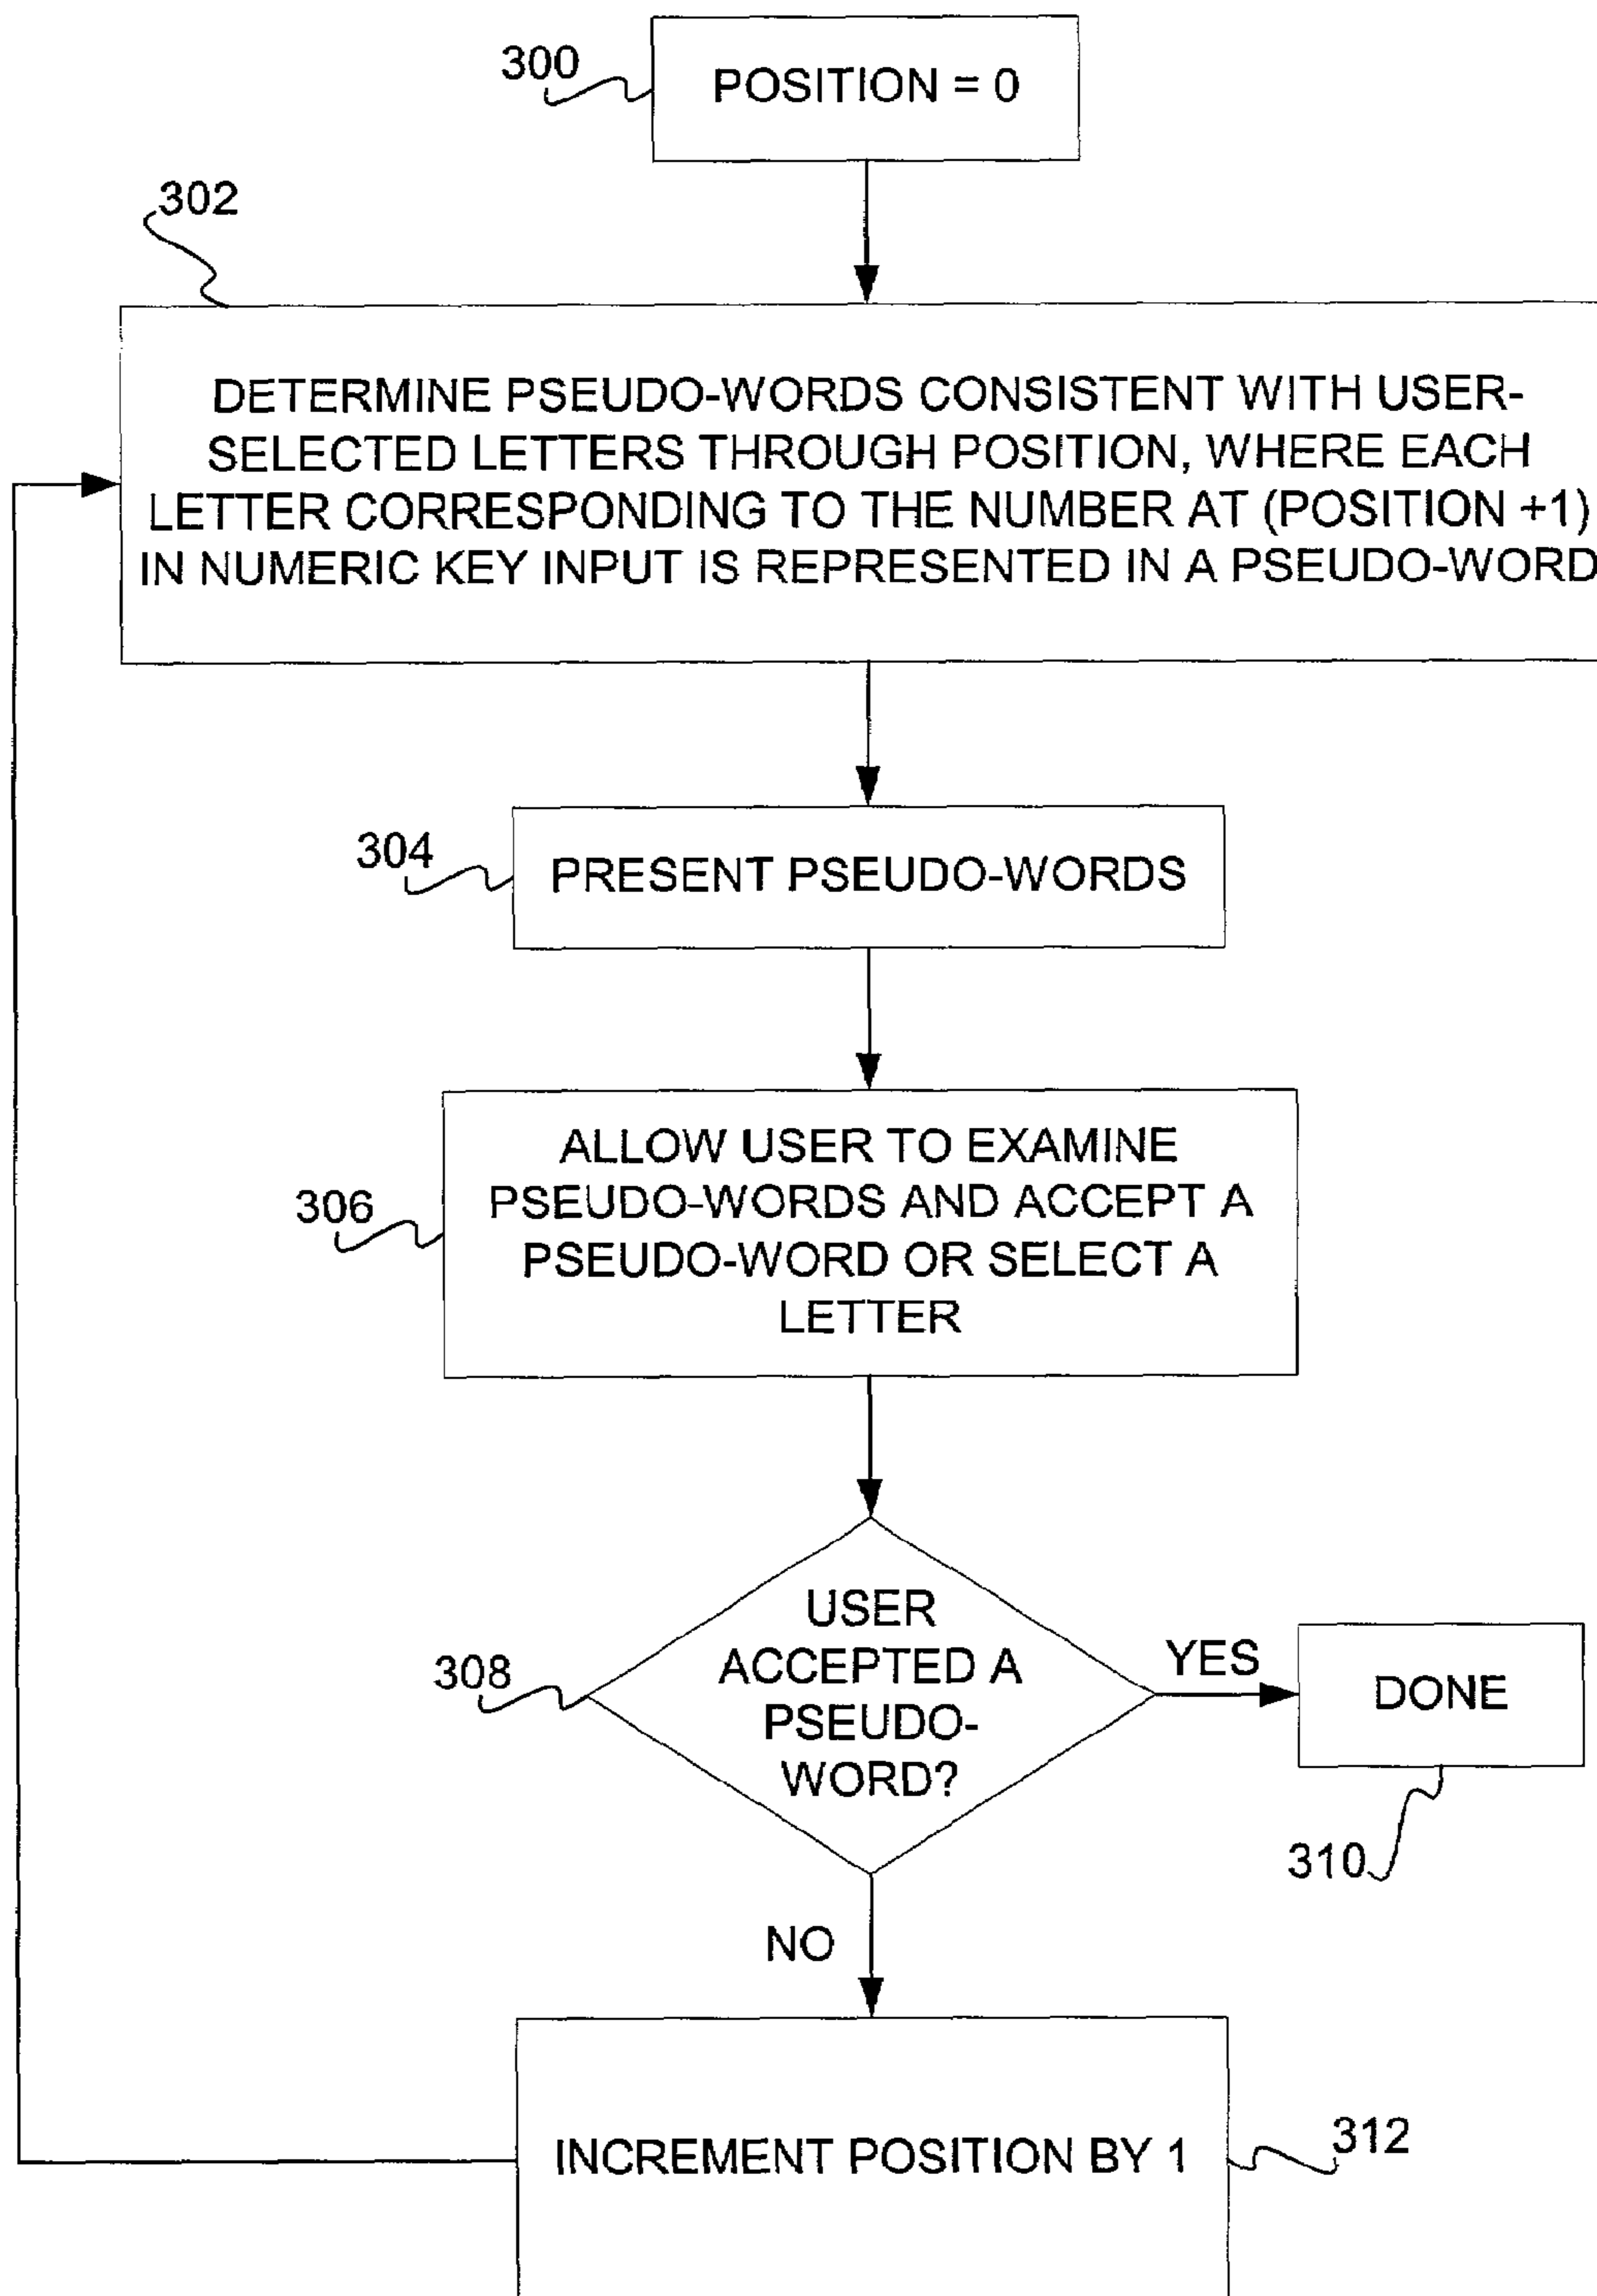 300
POSITION = 0
302
DETERMINE PSEUDO-WORDS CONSISTENT WITH USER-
SELECTED LETTERS THROUGH POSITION, WHERE EACH
LETTER CORRESPONDING TO THE NUMBER AT (POSITION +1)
IN NUMERIC KEY INPUT IS REPRESENTED IN A PSEUDO-WORD
304
PRESENT PSEUDO-WORDS
306
ALLOW USER TO EXAMINE
PSEUDO-WORDS AND ACCEPT A
PSEUDO-WORD OR SELECT A
LETTER
308
USER
ACCEPTED A
PSEUDO-
WORD?
YES
DONE
310
NO
INCREMENT POSITION BY 1
312